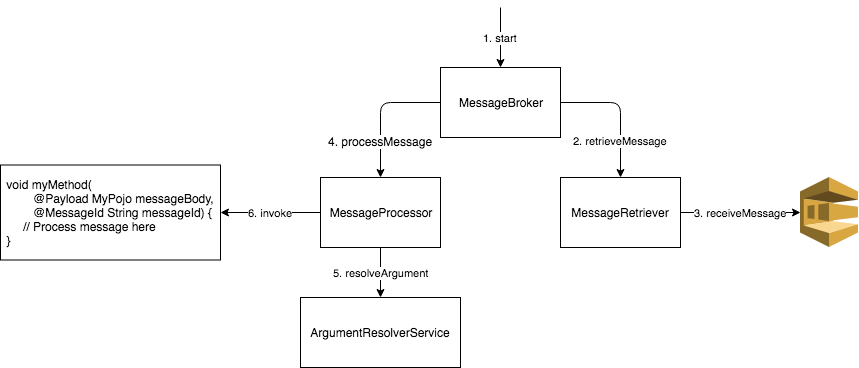 1. start
MessageBroker
4. processMessage
2. retrieveMessage
void myMethod(
@Payload MyPojo messageBody,
@MessageId String messageId) {
// Process message here
}
6. invoke
MessageProcessor
MessageRetriever
3. receiveMessage
5. resolveArgument
ArgumentResolverService